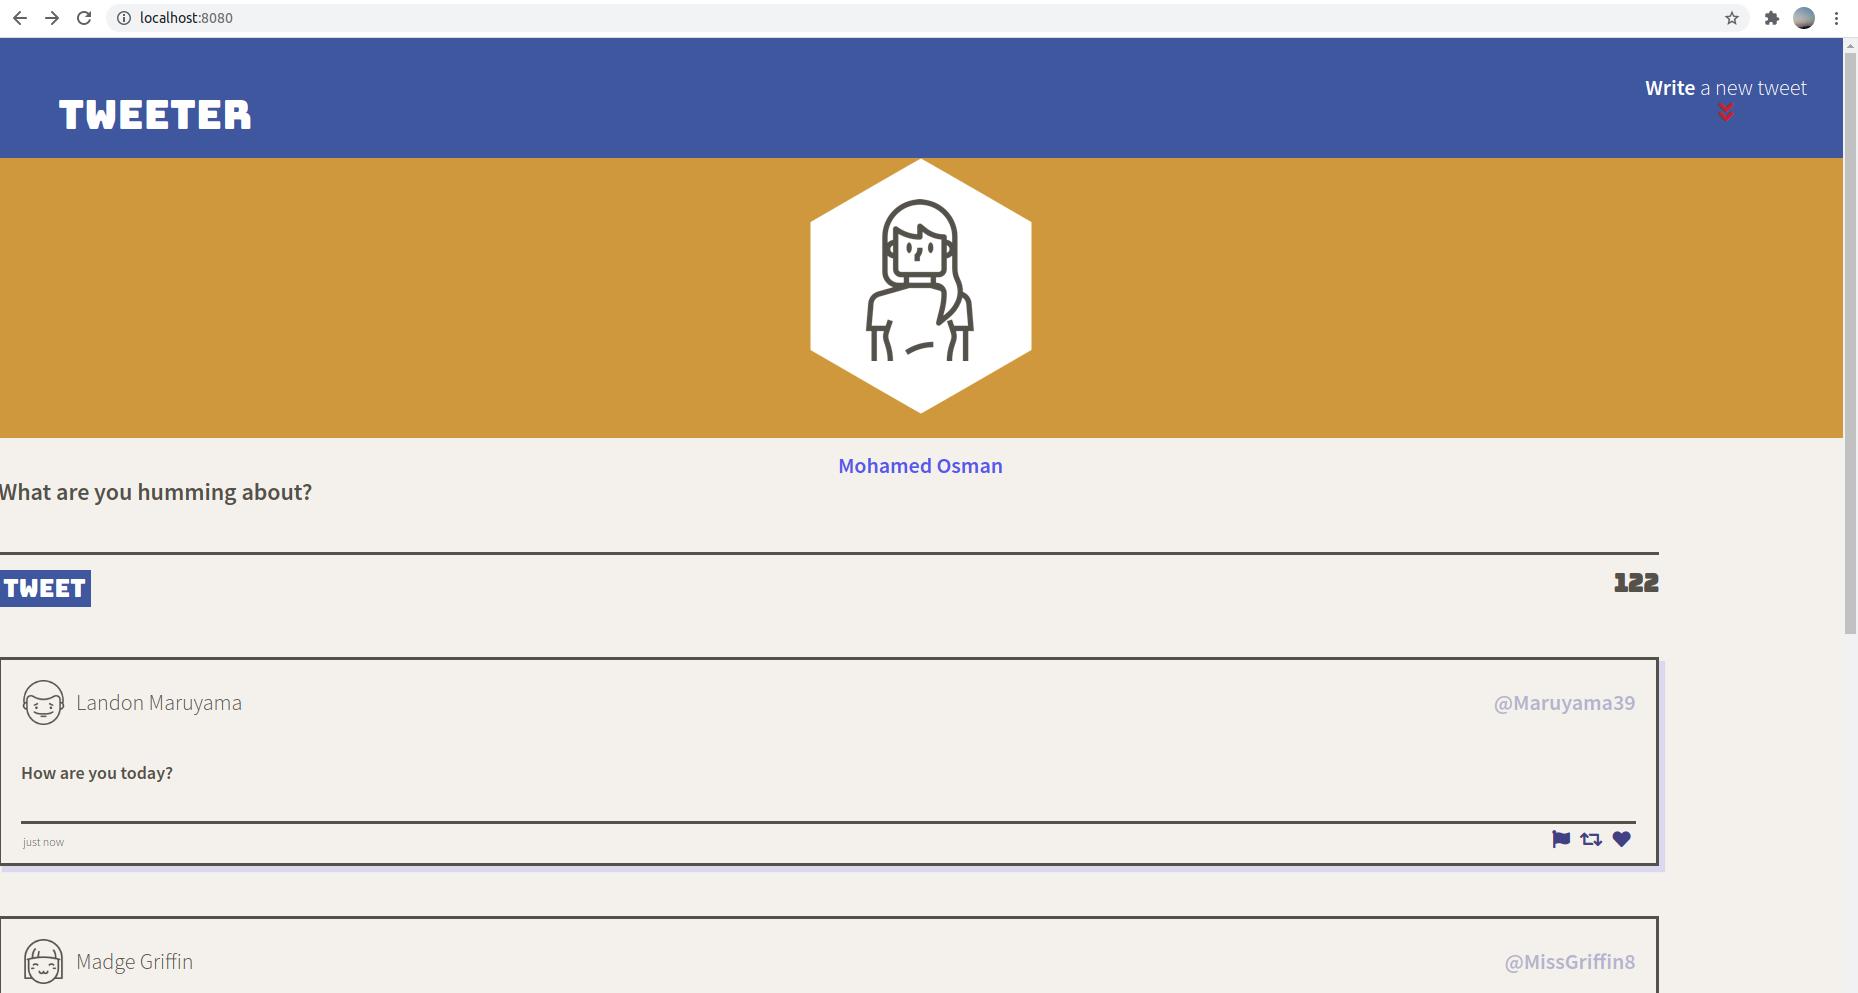 localhost:8080
TWEETER
Write a new tweet
Mohamed Osman
What are you humming about?
TWEET
122
Landon Maruyama
@Maruyama39
How are you today?
just now
Madge Griffin
@MissGriffin8